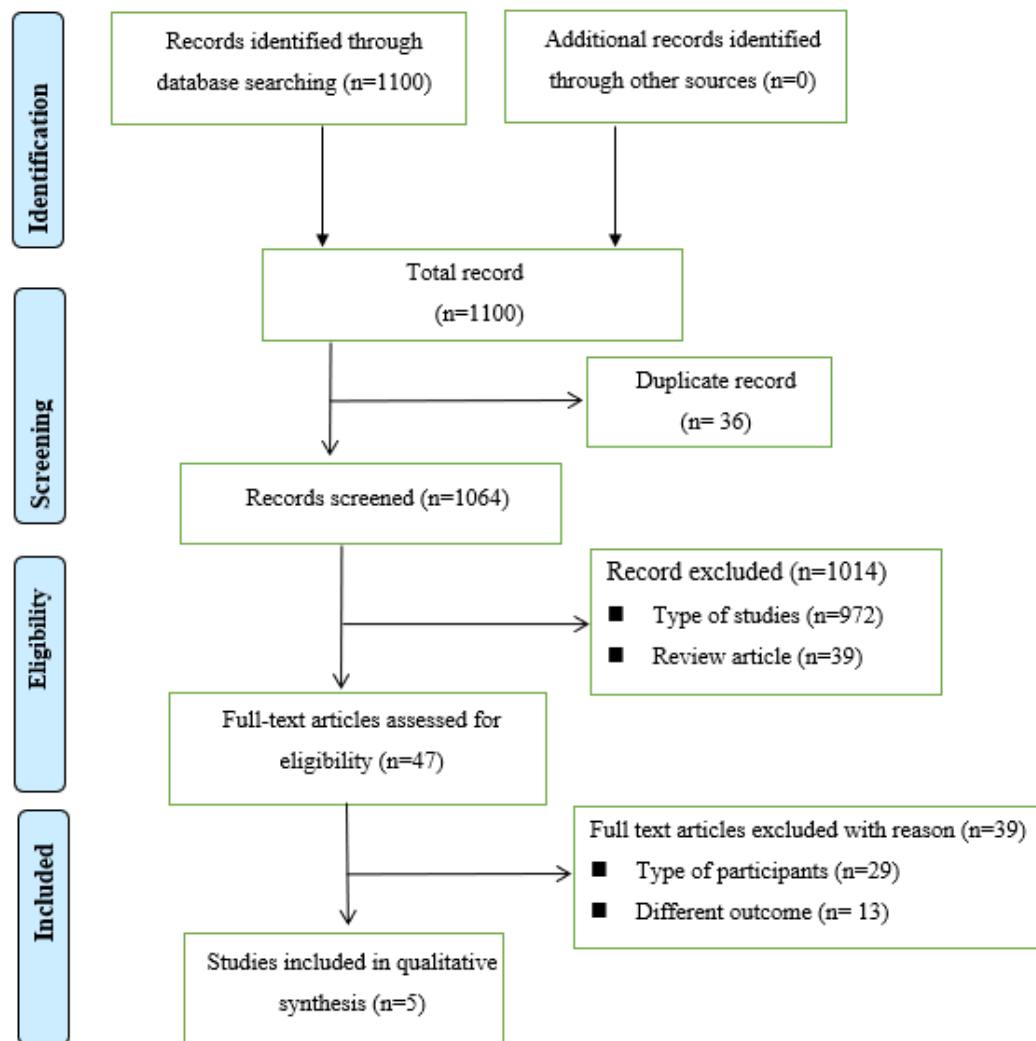 Identification
Records identified through
database searching (n=1100)
Additional records identified
through other sources (n=0)
Total record
(n=1100)
Screening
Duplicate record
(n= 36)
Records screened (n=1064)
Eligibility
Record excluded (n=1014)
■ Type of studies (n=972)
■ Review article (n=39)
Full-text articles assessed for
eligibility (n=47)
Included
Full text articles excluded with reason (n=39)
■ Type of participants (n=29)
■ Different outcome (n= 13)
Studies included in qualitative
synthesis (n=5)